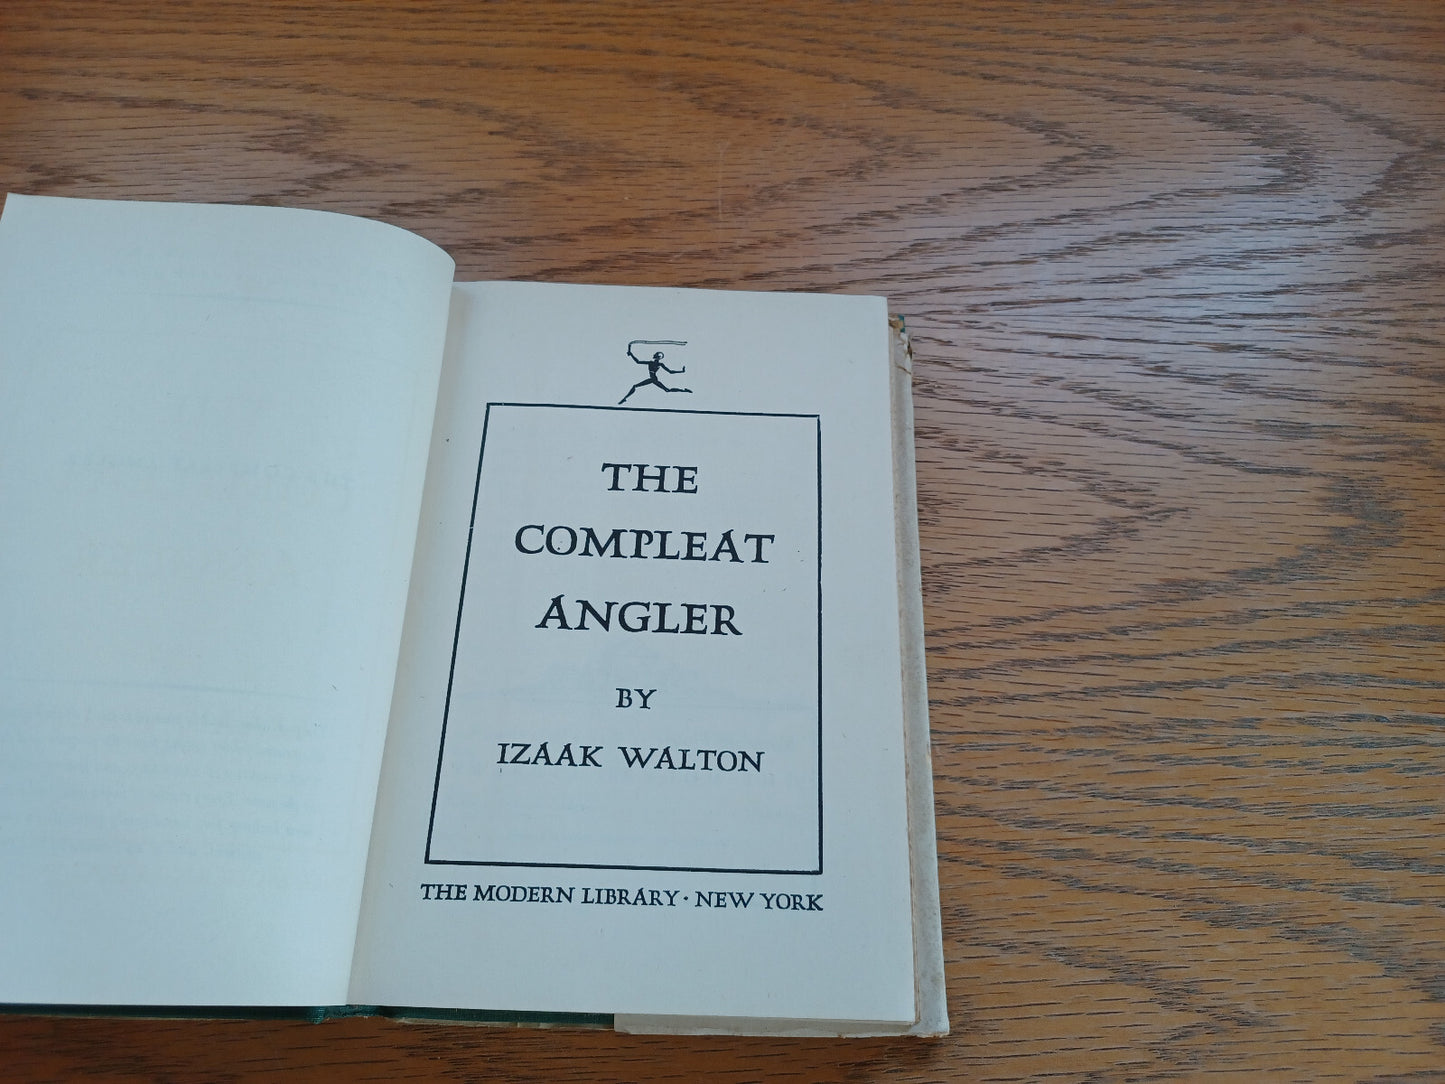 THE
COMPLEAT
ANGLER
BY
IZAAK WALTON
THE MODERN LIBRARY · NEW YORK